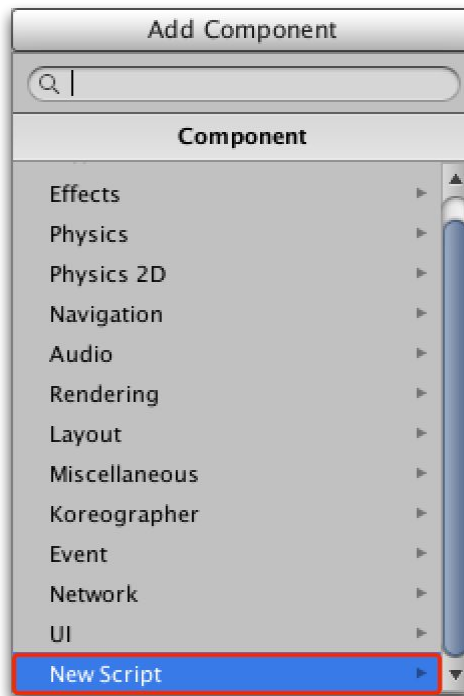 Add Component
Component
Effects
Physics
Physics 2D
Navigation
Audio
Rendering
Layout
Miscellaneous
Koreographer
Event
Network
UI
New Script